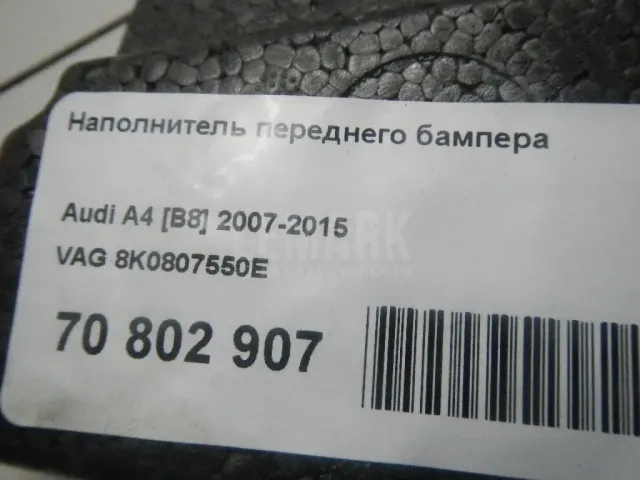 Наполнитель переднего бампера
Audi A4 [B8] 2007-2015
VAG 8K0807550E
70 802 907